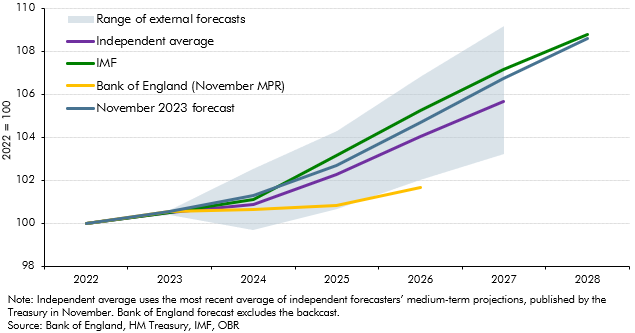 110
108
106
104
102
100
98
2022 = 100
Range of external forecasts
Independent average
IMF
Bank of England (November MPR)
November 2023 forecast
2022 2023 2024 2025 2026 2027 2028
Note: Independent average uses the most recent average of independent forecasters' medium-term projections, published by the
Treasury in November. Bank of England forecast excludes the backcast.
Source: Bank of England, HM Treasury, IMF, OBR